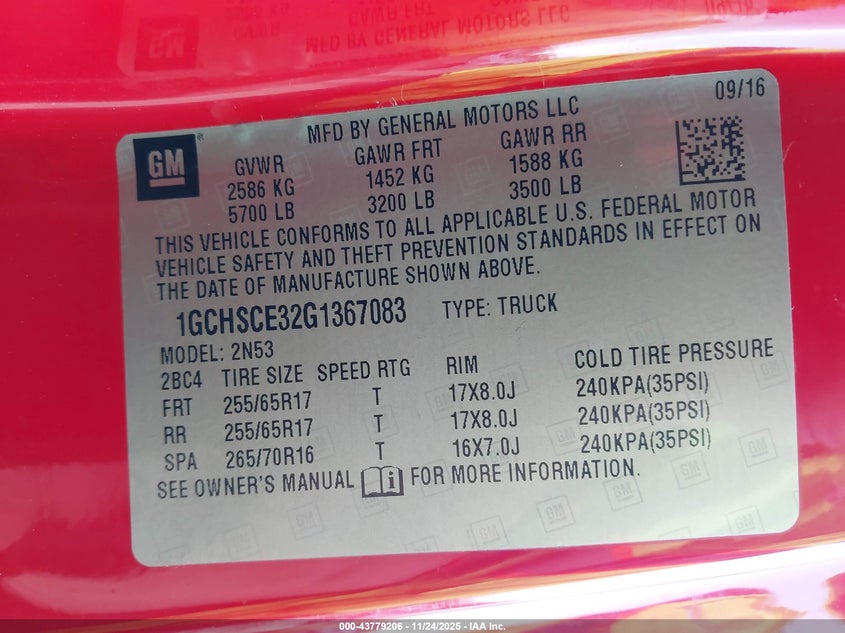 09/16
MFD BY GENERAL MOTORS LLC
GM
GVWR GAWR FRT GAWR RR
2586 KG 1452 KG 1588 KG
5700 LB 3200 LB 3500 LB
THIS VEHICLE CONFORMS TO ALL APPLICABLE U.S. FEDERAL MOTOR
VEHICLE SAFETY AND THEFT PREVENTION STANDARDS IN EFFECT ON
THE DATE OF MANUFACTURE SHOWN ABOVE.
1GCHSCE32G1367083 TYPE: TRUCK
MODEL: 2N53
2BC4 TIRE SIZE SPEED RTG RIM COLD TIRE PRESSURE
FRT 255/65R17 T 17X8.0J 240KPA(35PSI)
RR 255/65R17 T 17X8.0J 240KPA(35PSI)
SPA 265/70R16 T 16X7.0J 240KPA(35PSI)
SEE OWNER'S MANUAL FOR MORE INFORMATION.
000-43779206 - 11/24/2025 - IAA Inc.